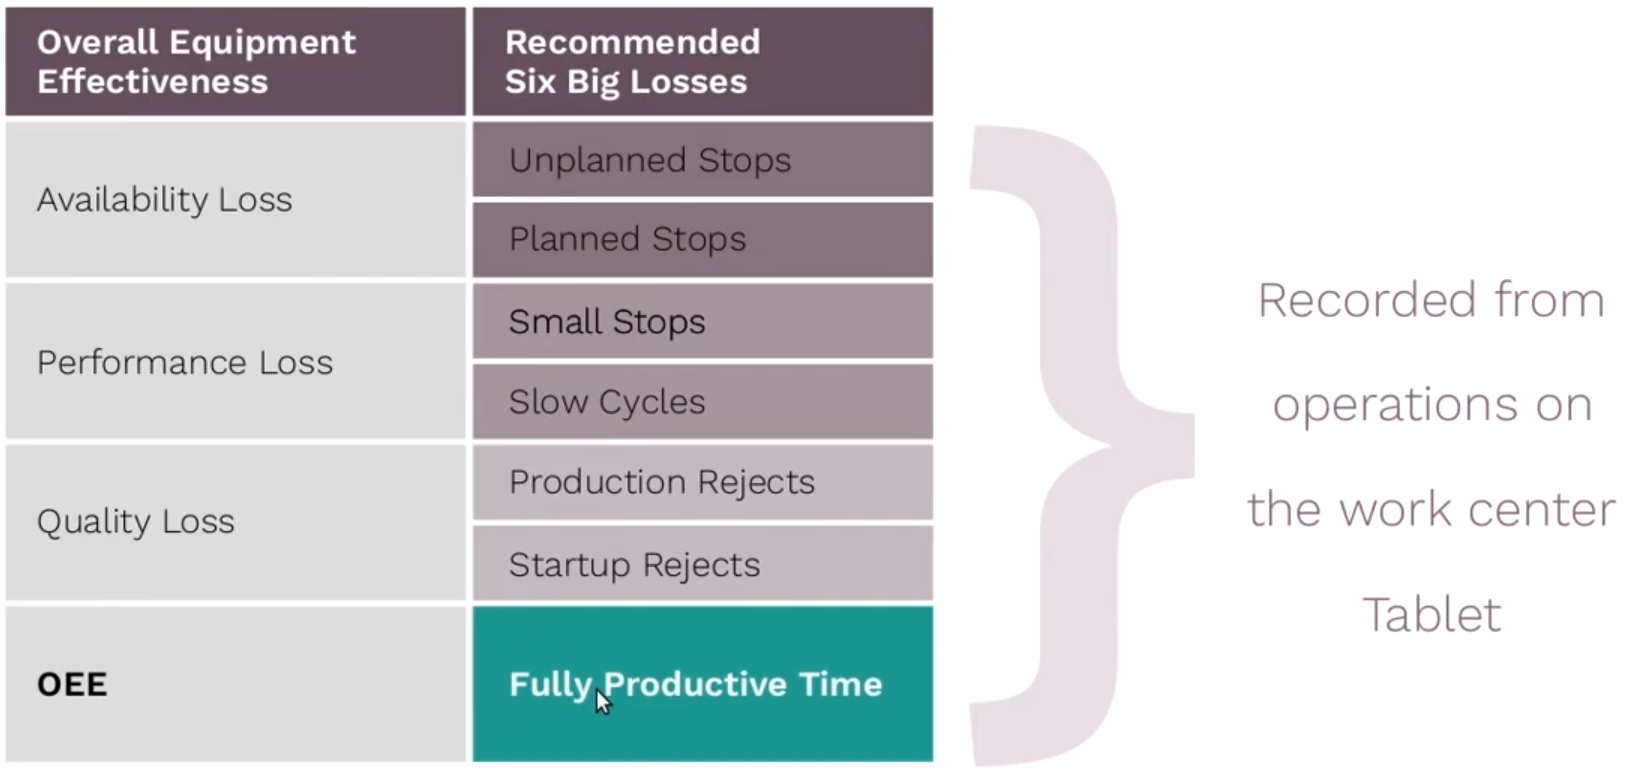 Overall Equipment
Effectiveness
Recommended
Six Big Losses
Availability Loss
Unplanned Stops
Planned Stops
Performance Loss
Small Stops
Slow Cycles
Quality Loss
Production Rejects
Startup Rejects
OEE
Fully Productive Time
Recorded from
operations on
the work center
Tablet